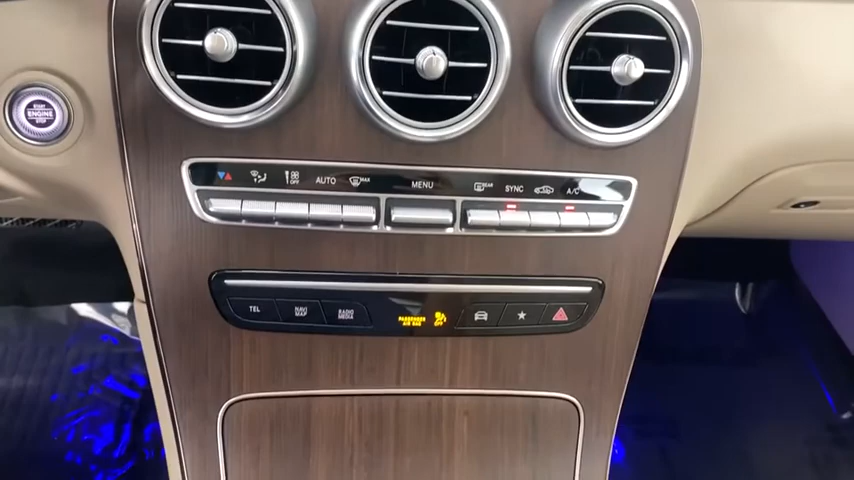 START
ENGINE
STOP
OFF
AUTO
MAX
MENU
REAR
SYNC
A/C
TEL
NAVI
MAP
RADIO
MEDIA
PASSENGER
AIR BAG
OFF